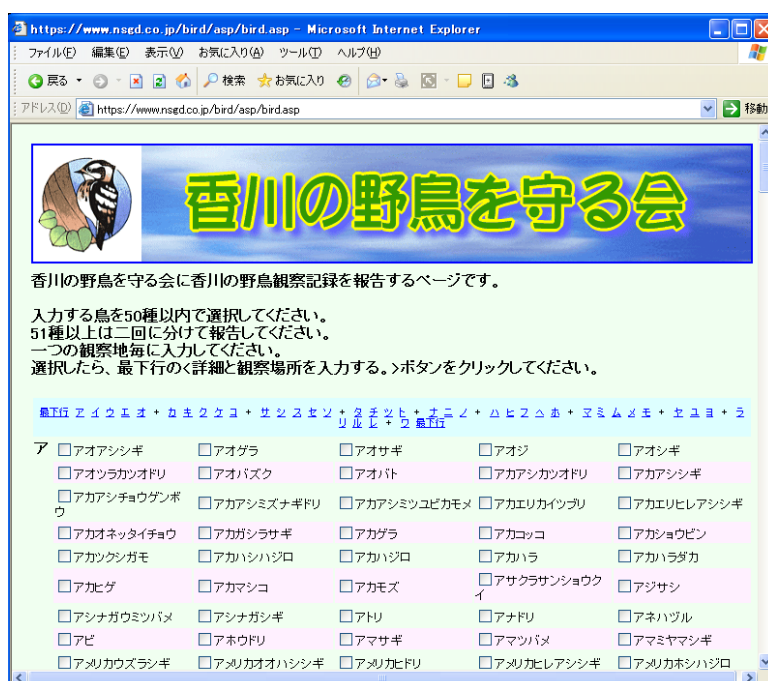 https://www.nsgd.co.jp/bird/asp/bird.asp - Microsoft Internet Explorer
ファイル(F) 編集(E) 表示(V) お気に入り(A) ツール(T) ヘルプ(H)
戻る 検索 お気に入り
アドレス(D) https://www.nsgd.co.jp/bird/asp/bird.asp 移動
香川の野鳥を守る会
香川の野鳥を守る会に香川の野鳥観察記録を報告するページです。
入力する鳥を50種以内で選択してください。
51種以上は二回に分けて報告してください。
一つの観察地毎に入力してください。
選択したら、最下行の<詳細と観察場所を入力する。>ボタンをクリックしてください。
最下行 ア イ ウ エ オ + カ キ ク ケ コ + サ シ ス セ ソ + タ チ ツ ト + ナ ニ ノ + ハ ヒ フ ヘ ホ + マ ミ ム メ モ + ヤ ユ ヨ + ラ
リ ル レ + ワ 最下行
ア アオアシシギ アオゲラ アオサギ アオジ アオシギ
アオツラカツオドリ アオバズク アオバト アカアシカツオドリ アカアシシギ
アカアシチョウゲンボ
ウ アカアシミズナギドリ アカアシミツユビカモメ アカエリカイツブリ アカエリヒレアシシギ
アカオネッタイチョウ アカガシラサギ アカゲラ アカコッコ アカショウビン
アカツクシガモ アカハシハジロ アカハジロ アカハラ アカハラダカ
アカヒゲ アカマシコ アカモズ アサクラサンショウク
イ アジサシ
アシナガウミツバメ アシナガシギ アトリ アナドリ アネハヅル
アビ アホウドリ アマサギ アマツバメ アマミヤマシギ
アメリカウズラシギ アメリカオオハシシギ アメリカヒドリ アメリカヒレアシシギ アメリカホシハジロ